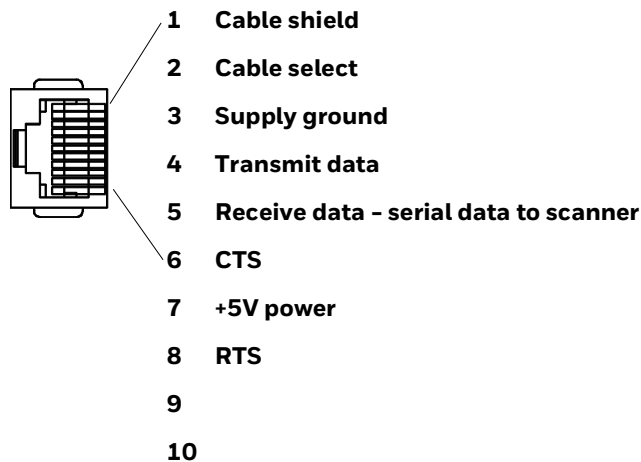 1 Cable shield
2 Cable select
3 Supply ground
4 Transmit data
5 Receive data – serial data to scanner
6 CTS
7 +5V power
8 RTS
9
10